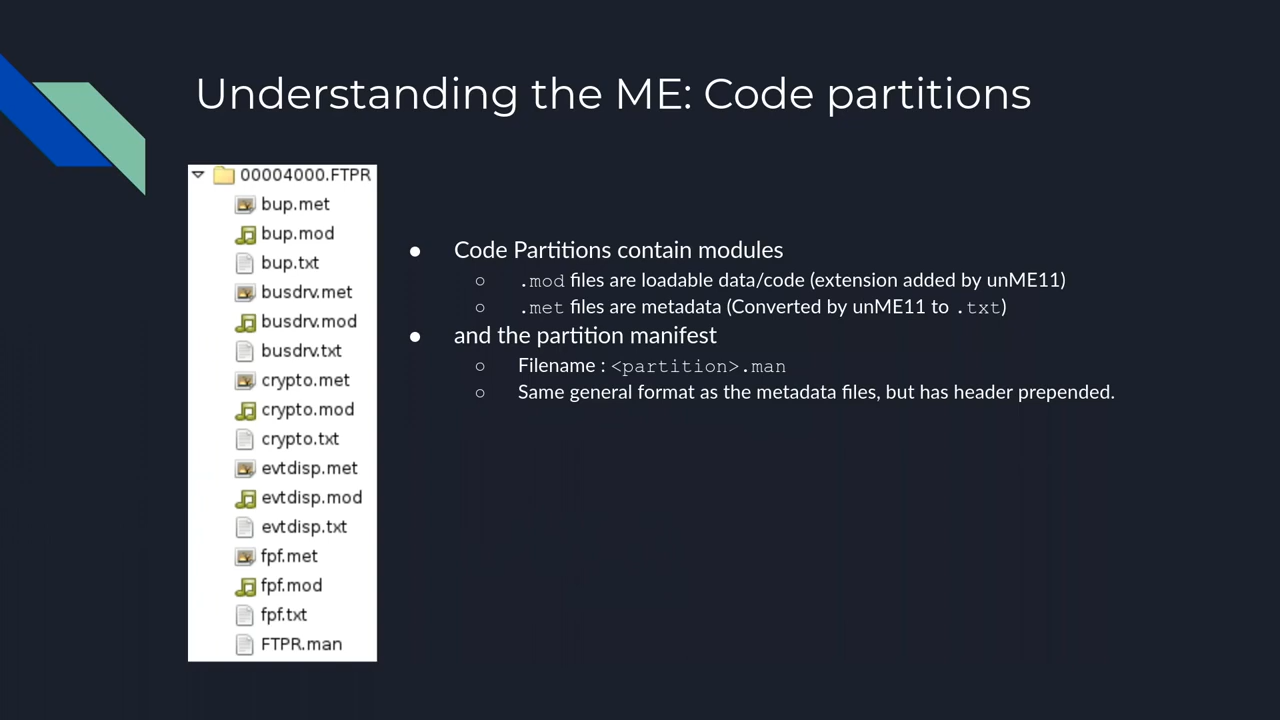 Understanding the ME: Code partitions
00004000.FTPR
bup.met
bup.mod
bup.txt
busdrv.met
busdrv.mod
busdrv.txt
crypto.met
crypto.mod
crypto.txt
evtdisp.met
evtdisp.mod
evtdisp.txt
fpf.met
fpf.mod
fpf.txt
FTPR.man
● Code Partitions contain modules
○ .mod files are loadable data/code (extension added by unME11)
○ .met files are metadata (Converted by unME11 to .txt)
● and the partition manifest
○ Filename : <partition>.man
○ Same general format as the metadata files, but has header prepended.